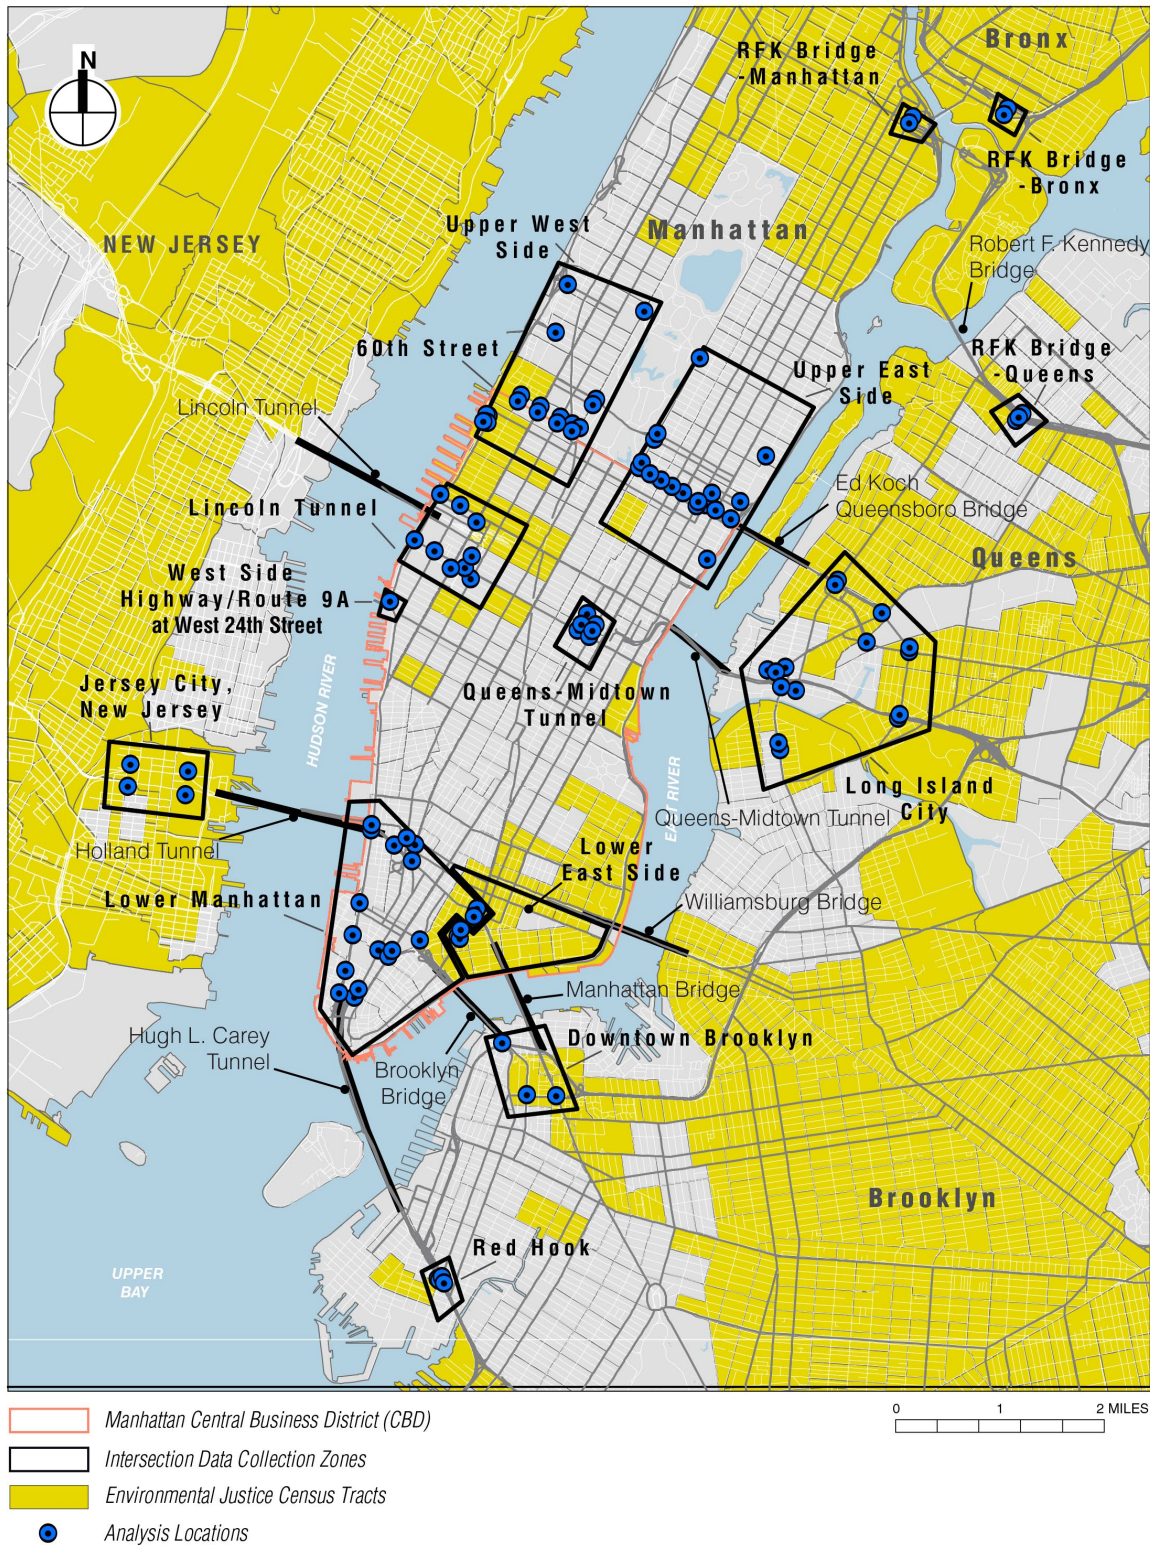 N
RFK Bridge
-Manhattan
Bronx
RFK Bridge
-Bronx
Upper West
Side
Manhattan
NEW JERSEY
Robert F. Kennedy
Bridge
60th Street
RFK Bridge
-Queens
Upper East
Side
Lincoln Tunnel
Ed Koch
Queensboro Bridge
Lincoln Tunnel
Queens
West Side
Highway/Route 9A
at West 24th Street
HUDSON RIVER
Jersey City,
New Jersey
Queens-Midtown
Tunnel
EAST RIVER
Long Island
City
Queens-Midtown Tunnel
Holland Tunnel
Lower
East Side
Lower Manhattan
Williamsburg Bridge
Manhattan Bridge
Hugh L. Carey
Tunnel
Downtown Brooklyn
Brooklyn
Bridge
Brooklyn
Red Hook
UPPER
BAY
Manhattan Central Business District (CBD)
0 1 2 MILES
Intersection Data Collection Zones
Environmental Justice Census Tracts
Analysis Locations